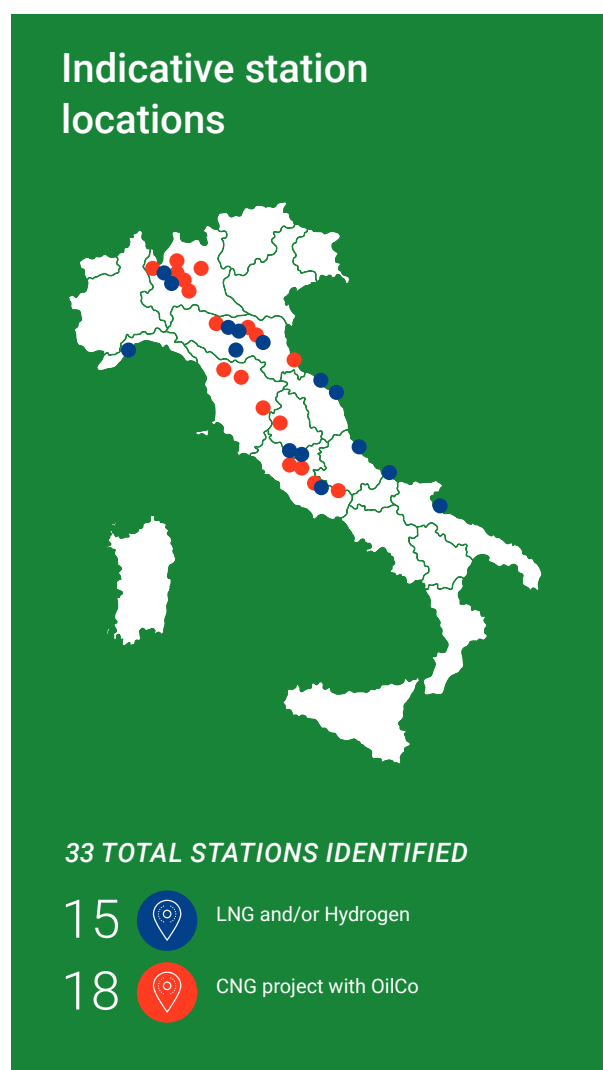 Indicative station
locations
33 TOTAL STATIONS IDENTIFIED
15 LNG and/or Hydrogen
18 CNG project with OilCo